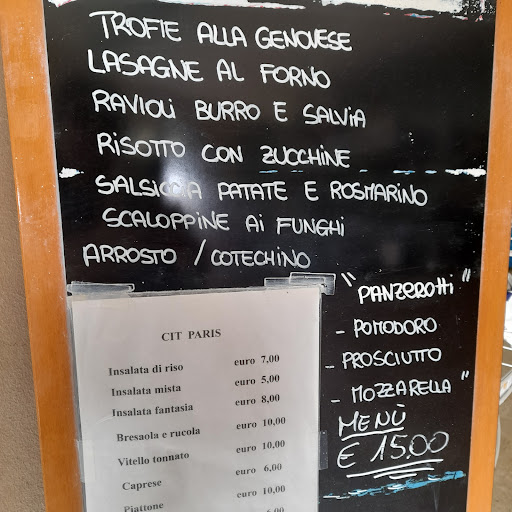 TROFIE ALLA GENOVESE
LASAGNE AL FORNO
RAVIOLI BURRO E SALVIA
RISOTTO CON ZUCCHINE
SALSICCIA PATATE E ROSMARINO
SCALOPPINE AI FUNGHI
ARROSTO / COTECHINO
"PANZEROTTI"
- POMODORO
- PROSCIUTTO
- MOZZARELLA"
MENÙ
€ 15.00
CIT PARIS
Insalata di riso euro 7,00
Insalata mista euro 5,00
Insalata fantasia euro 8,00
Bresaola e rucola euro 10,00
Vitello tonnato euro 10,00
Caprese euro 6,00
Piattone euro 10,00